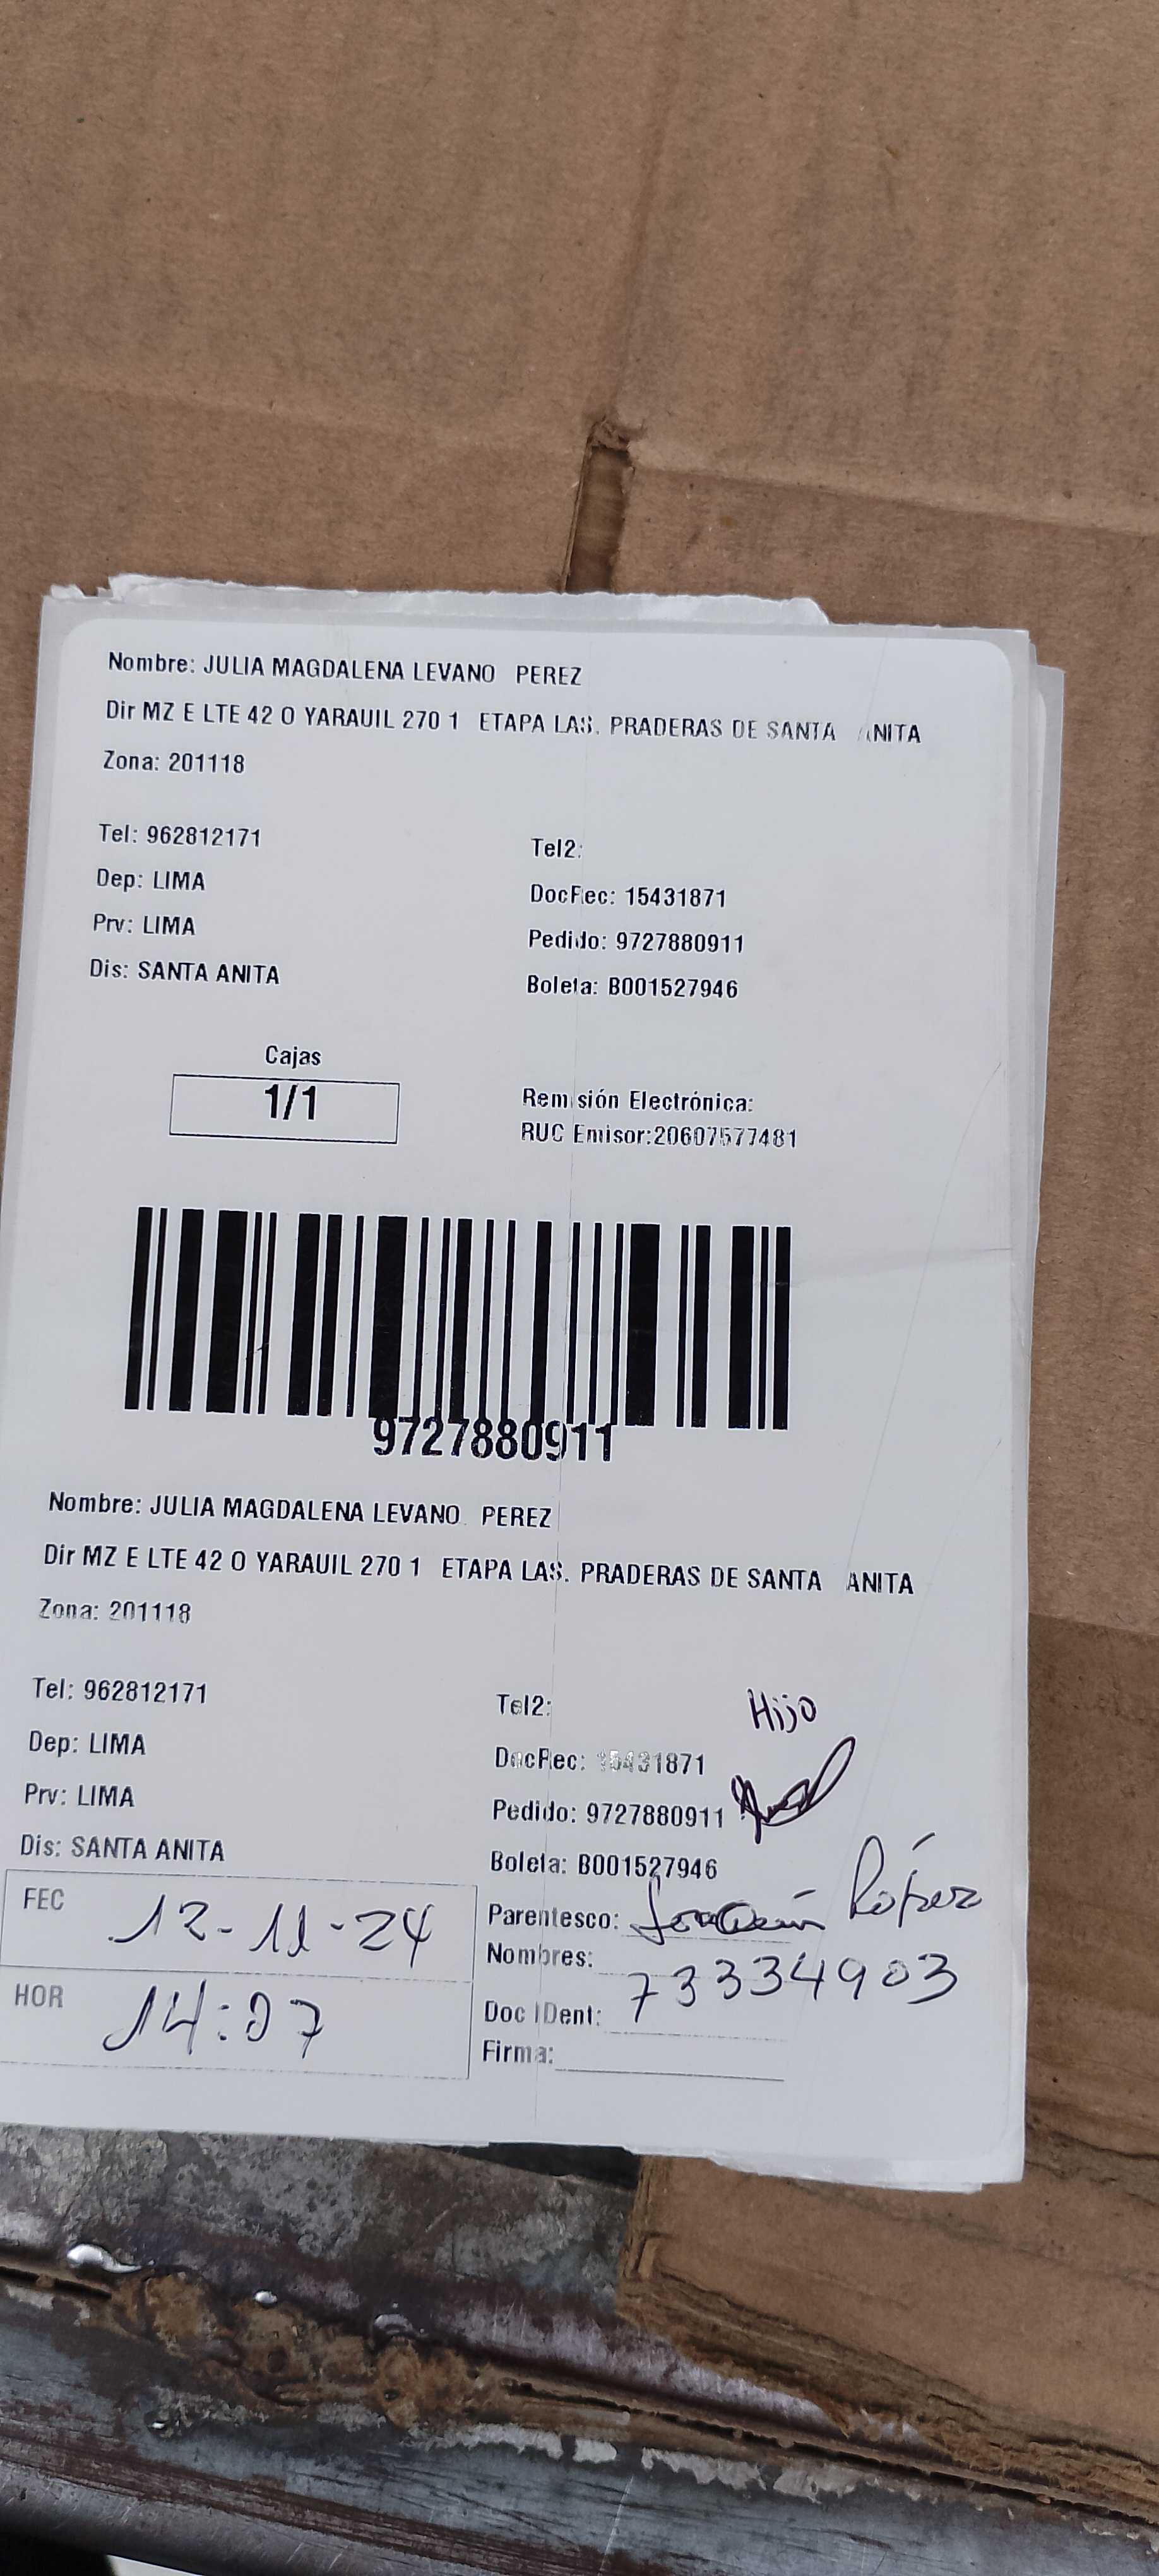 Nombre: JULIA MAGDALENA LEVANO PEREZ
Dir MZ E LTE 42 O YARAUIL 270 1 ETAPA LAS. PRADERAS DE SANTA ANITA
Zona: 201118
Tel: 962812171
Tel2:
Dep: LIMA
DocRec: 15431871
Prv: LIMA
Pedido: 9727880911
Dis: SANTA ANITA
Boleta: B001527946
Cajas
1/1
Remisión Electrónica:
RUC Emisor:20607577481
9727880911
Nombre: JULIA MAGDALENA LEVANO PEREZ
Dir MZ E LTE 42 O YARAUIL 270 1 ETAPA LAS. PRADERAS DE SANTA ANITA
Zona: 201118
Tel: 962812171
Tel2:
Hijo
Dep: LIMA
DocRec: 15431871
Prv: LIMA
Pedido: 9727880911
Dis: SANTA ANITA
Boleta: B001527946
FEC 12-11-24
Parentesco: Joaquín López
Nombres:
HOR 14:07
Doc IDent: 73334903
Firma: